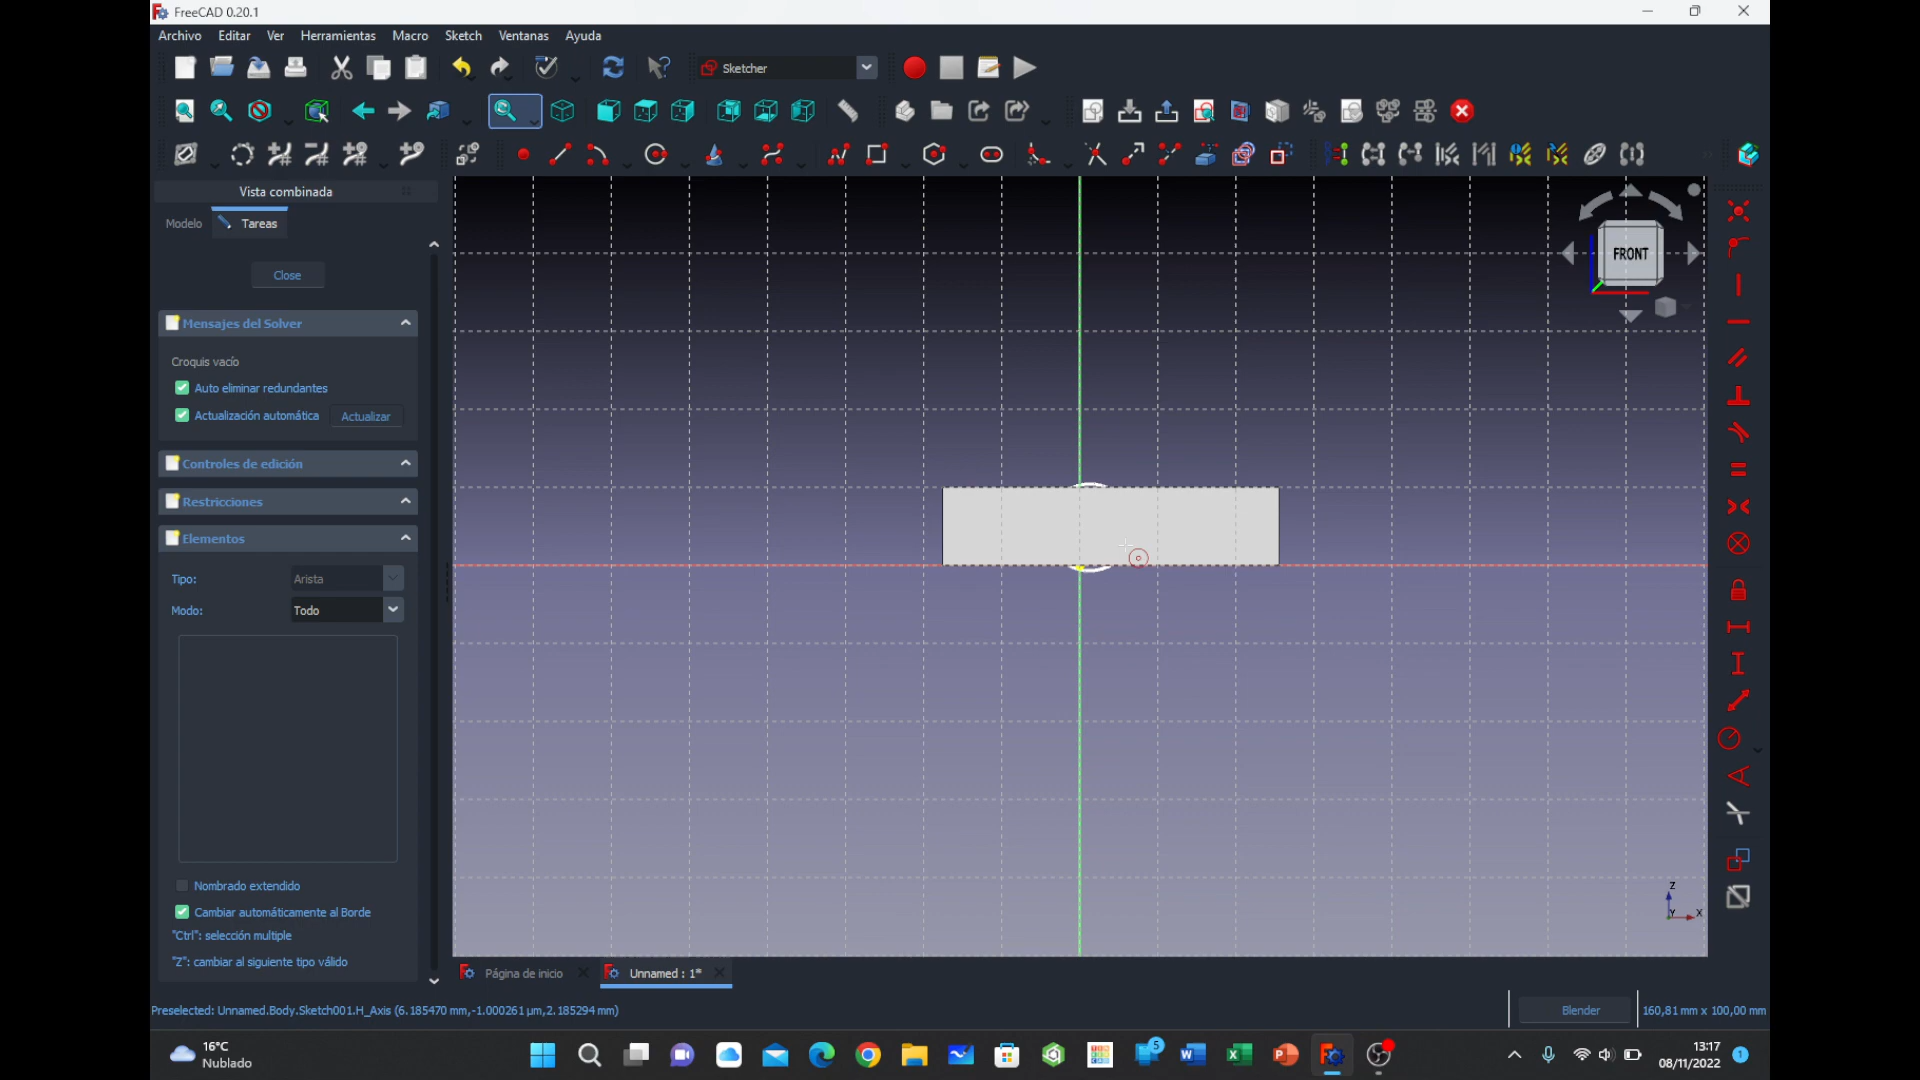 FreeCAD 0.20.1
Archivo Editar Ver Herramientas Macro Sketch Ventanas Ayuda
Sketcher
Vista combinada
Modelo Tareas
Close
Mensajes del Solver
Croquis vacío
Auto eliminar redundantes
Actualización automática Actualizar
Controles de edición
Restricciones
Elementos
Tipo: Arista
Modo: Todo
Nombrado extendido
Cambiar automáticamente al Borde
"Ctrl": selección multiple
"Z": cambiar al siguiente tipo válido
FRONT
Z
Y X
Página de inicio Unnamed : 1*
Preselected: Unnamed.Body.Sketch001.H_Axis (6.185470 mm,-1.000261 µm,2.185294 mm)
Blender 160,81 mm x 100,00 mm
16°C
Nublado
5
13:17
08/11/2022
1